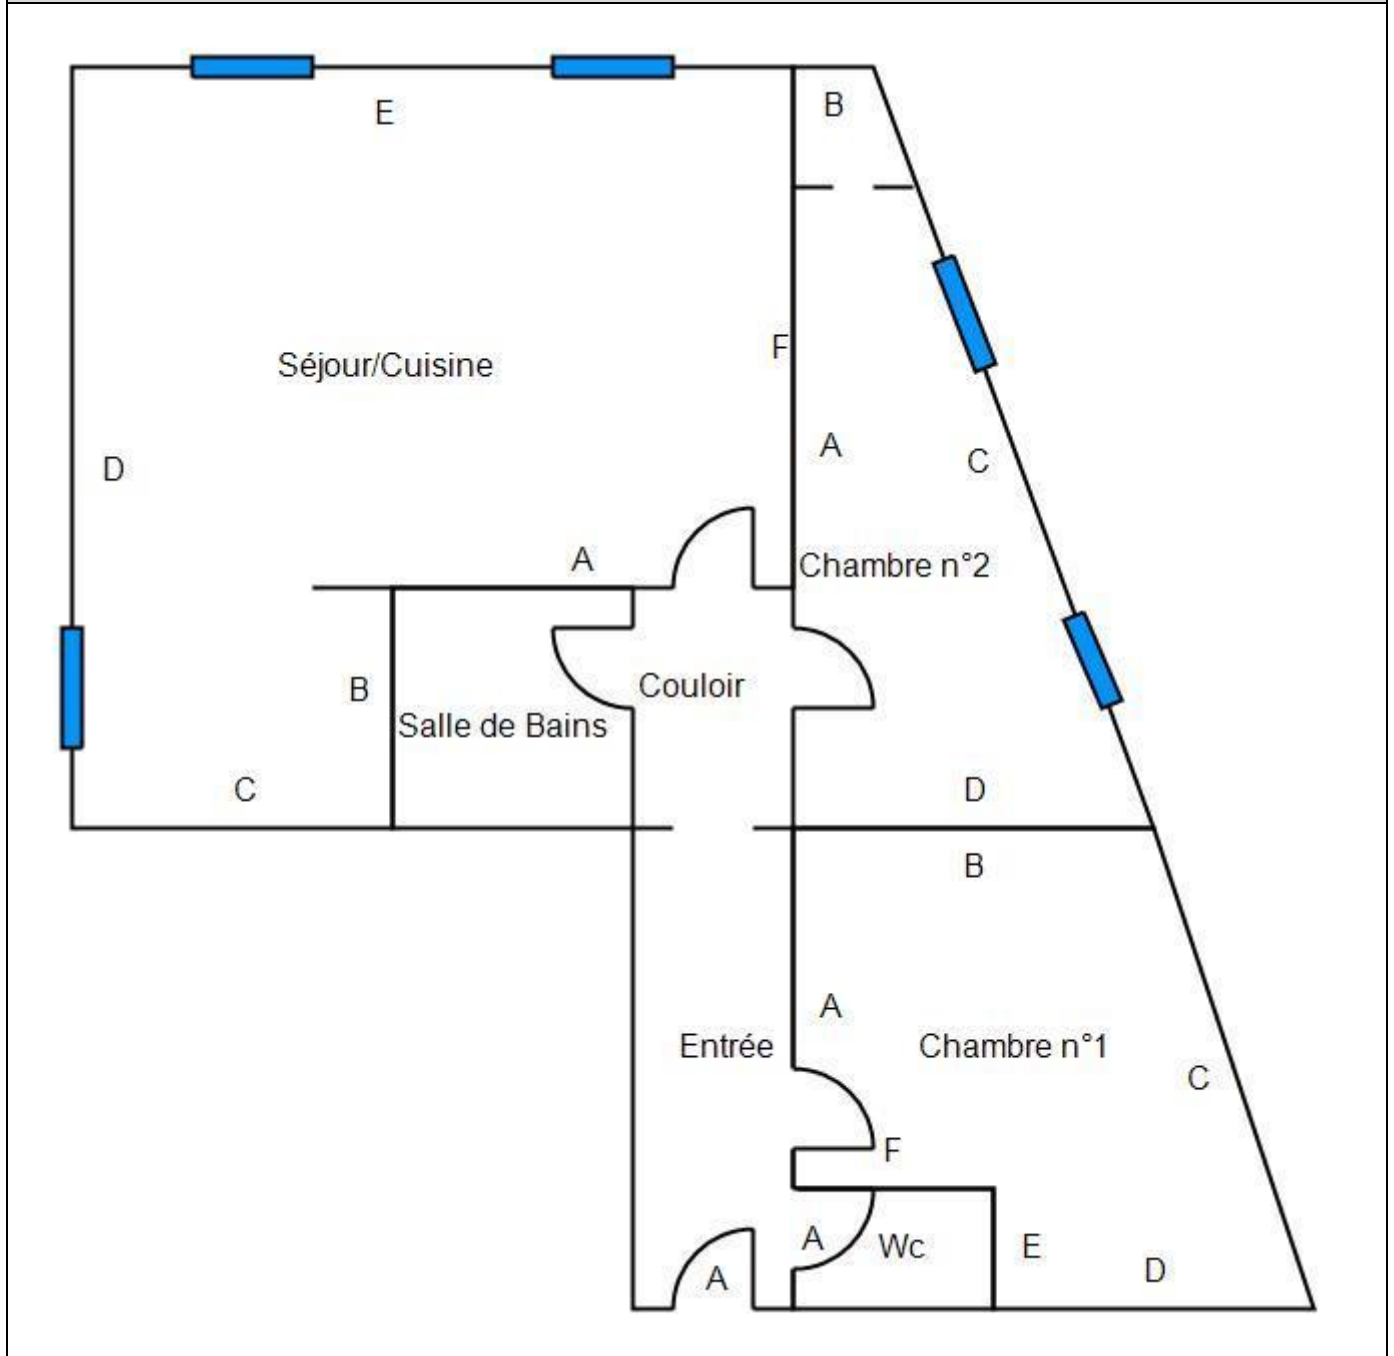 B
E
F
Séjour/Cuisine
A
C
D
A
Chambre n°2
B
Couloir
Salle de Bains
C
D
B
A
Entrée
Chambre n°1
C
F
A
Wc
E
A
D